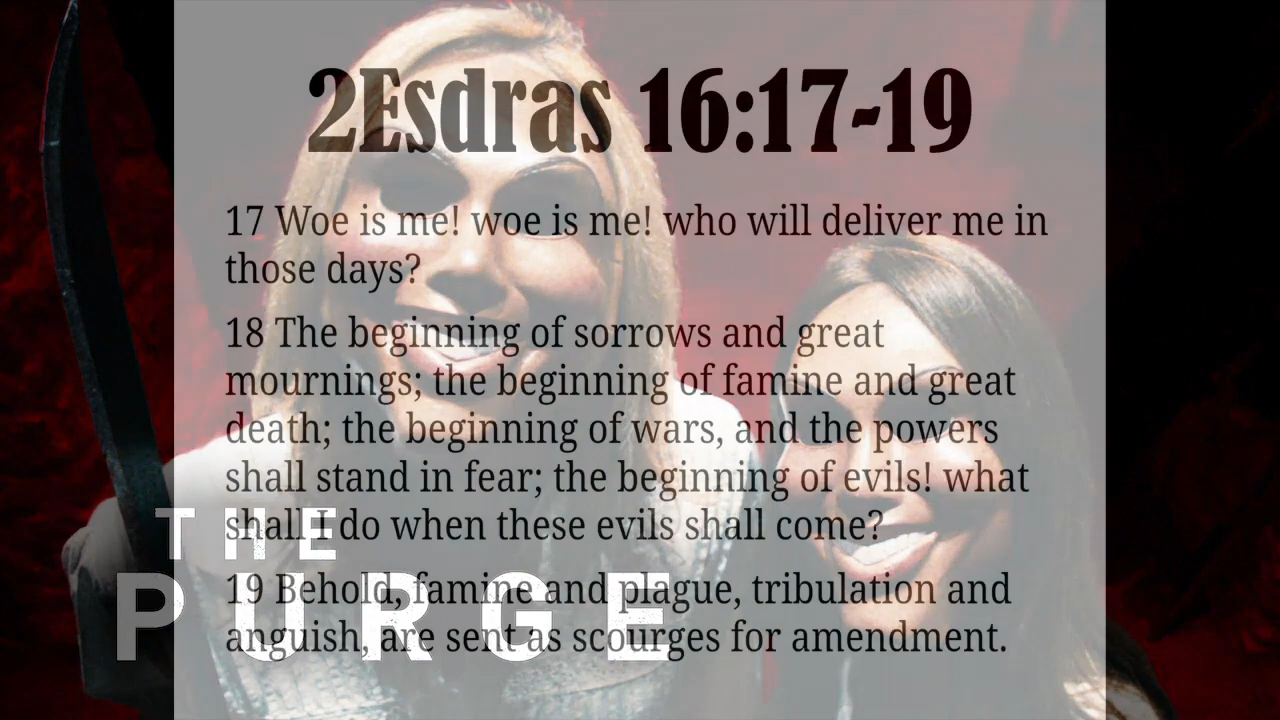 2Esdras 16:17-19
17 Woe is me! woe is me! who will deliver me in
those days?
18 The beginning of sorrows and great
mournings; the beginning of famine and great
death; the beginning of wars, and the powers
shall stand in fear; the beginning of evils! what
shall I do when these evils shall come?
19 Behold, famine and plague, tribulation and
anguish, are sent as scourges for amendment.
THE
PURGE